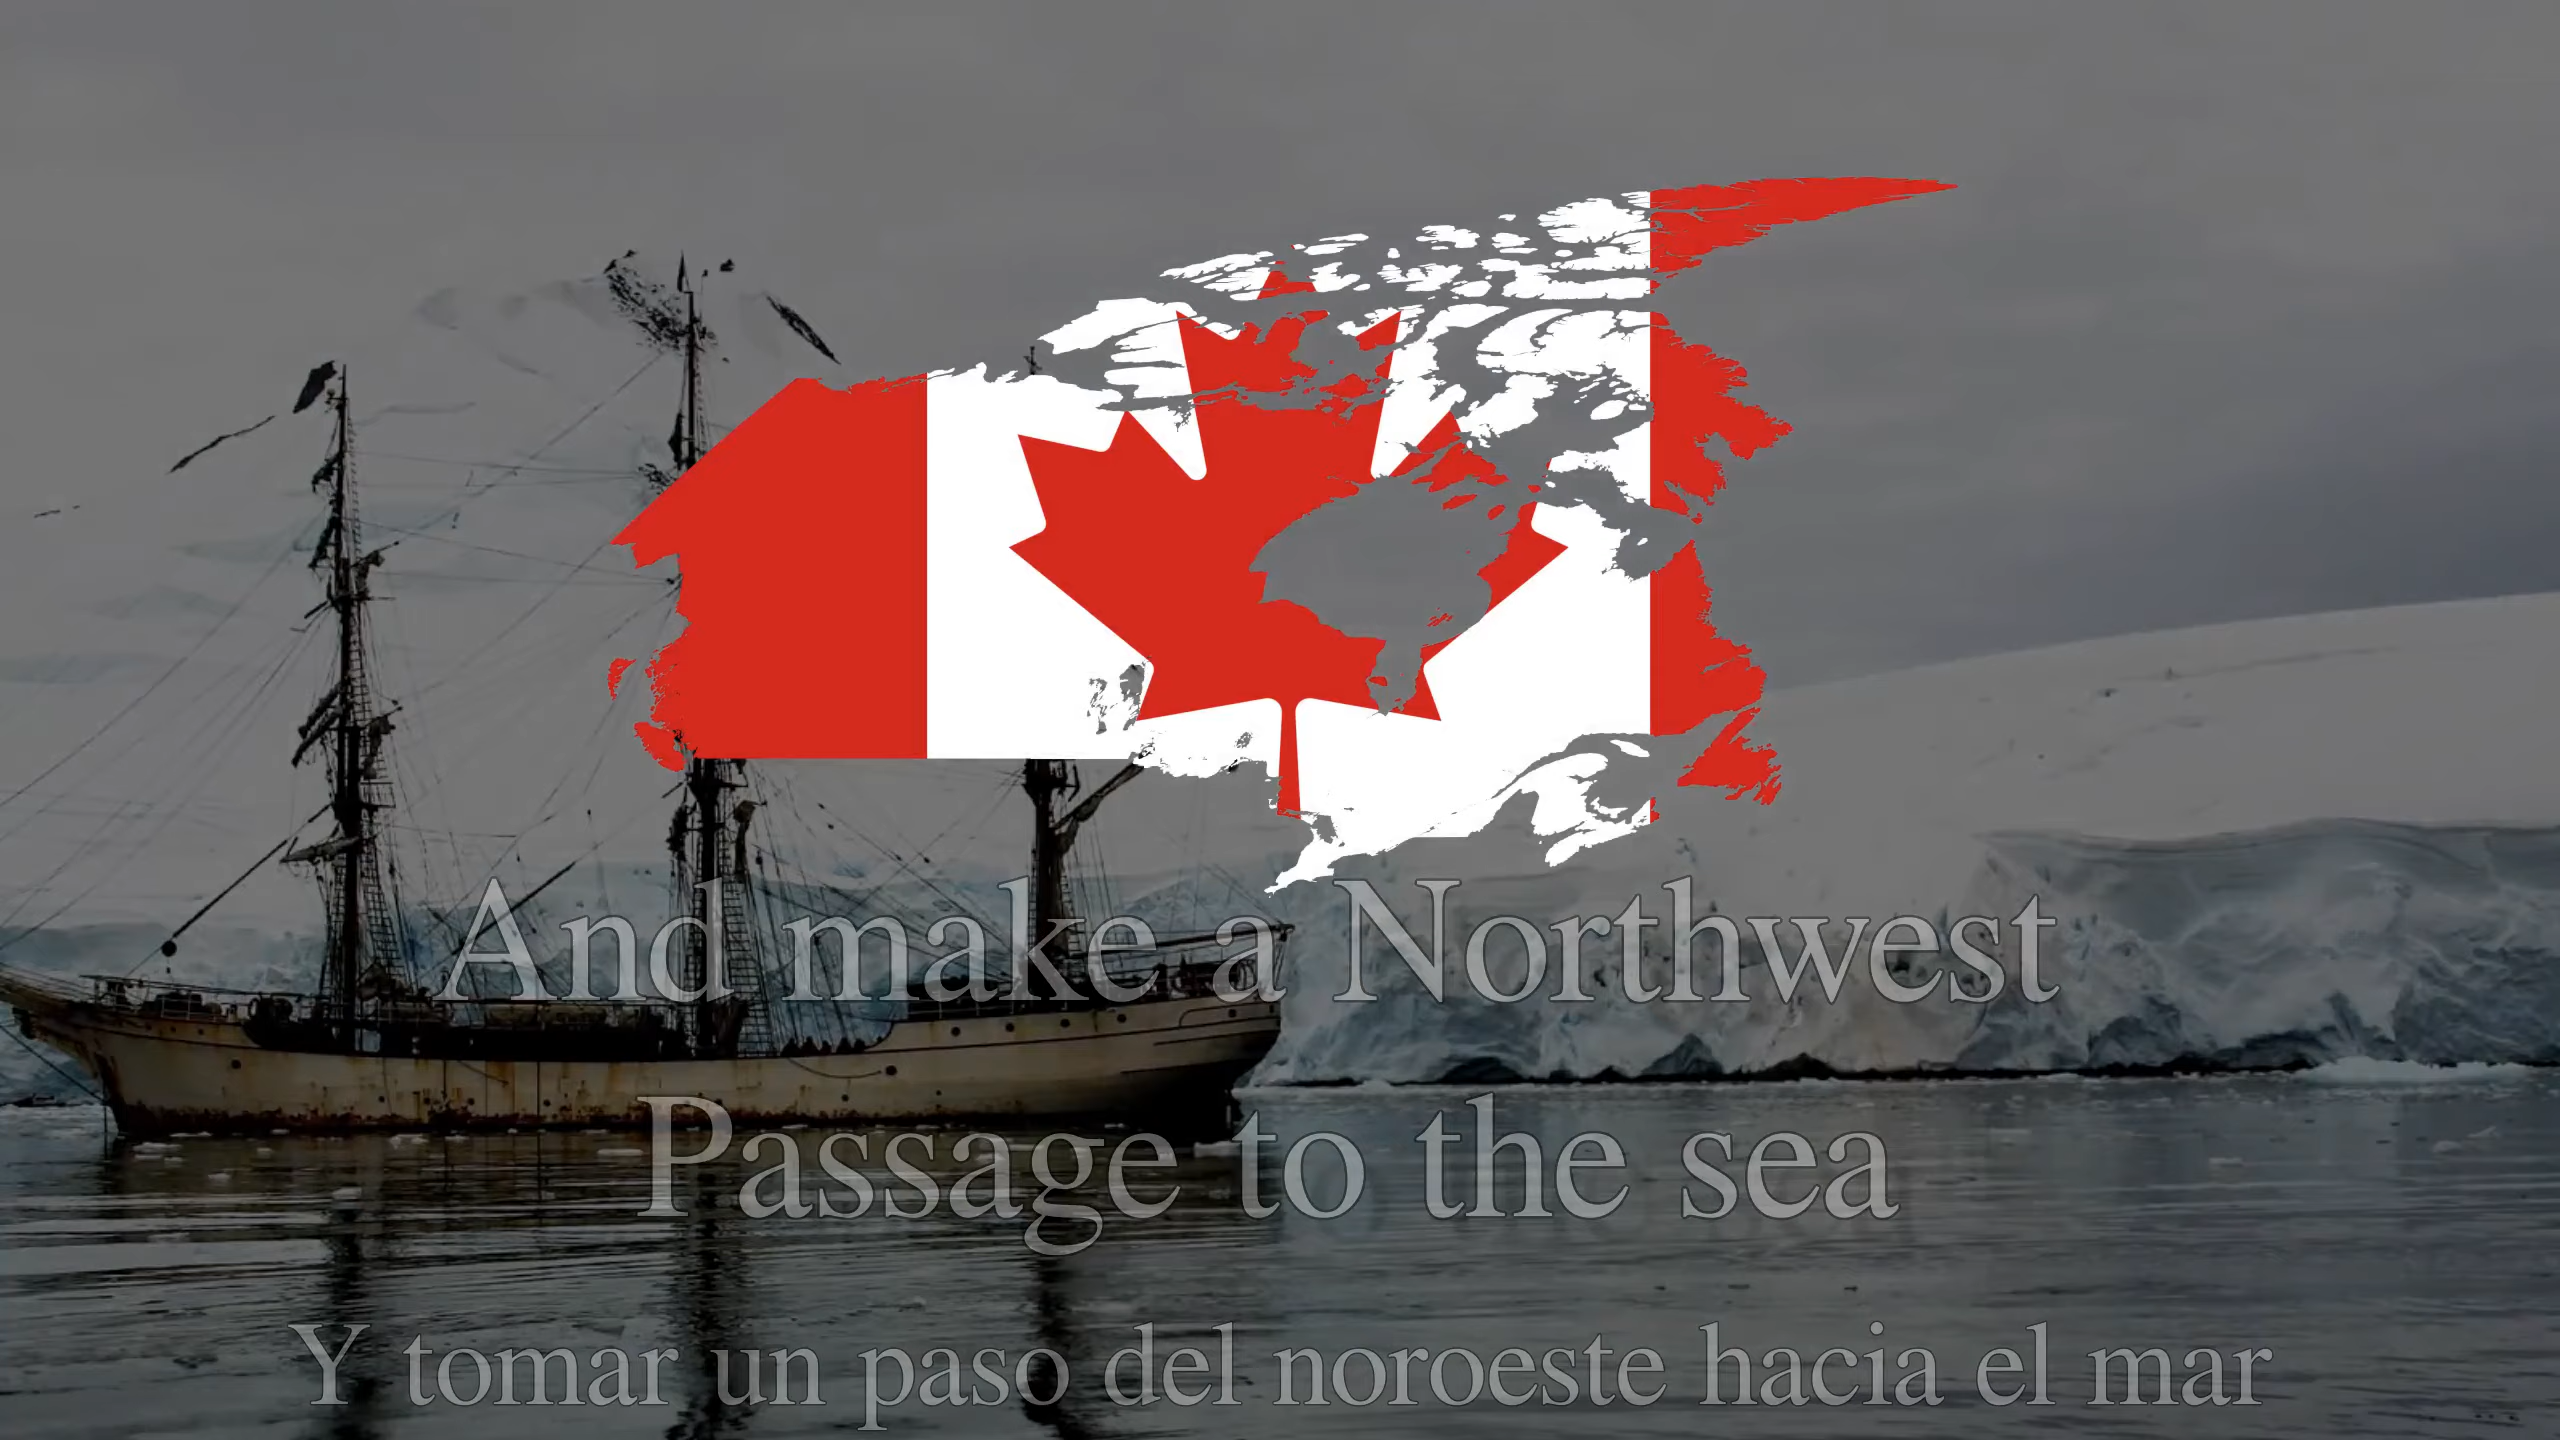 And make a Northwest
Passage to the sea
Y tomar un paso del noroeste hacia el mar